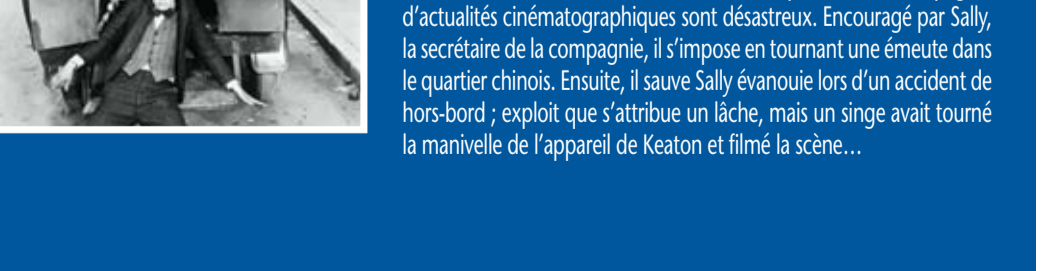 d’actualités cinématographiques sont désastreux. Encouragé par Sally,
la secrétaire de la compagnie, il s’impose en tournant une émeute dans
le quartier chinois. Ensuite, il sauve Sally évanouie lors d’un accident de
hors-bord ; exploit que s’attribue un lâche, mais un singe avait tourné
la manivelle de l’appareil de Keaton et filmé la scène…